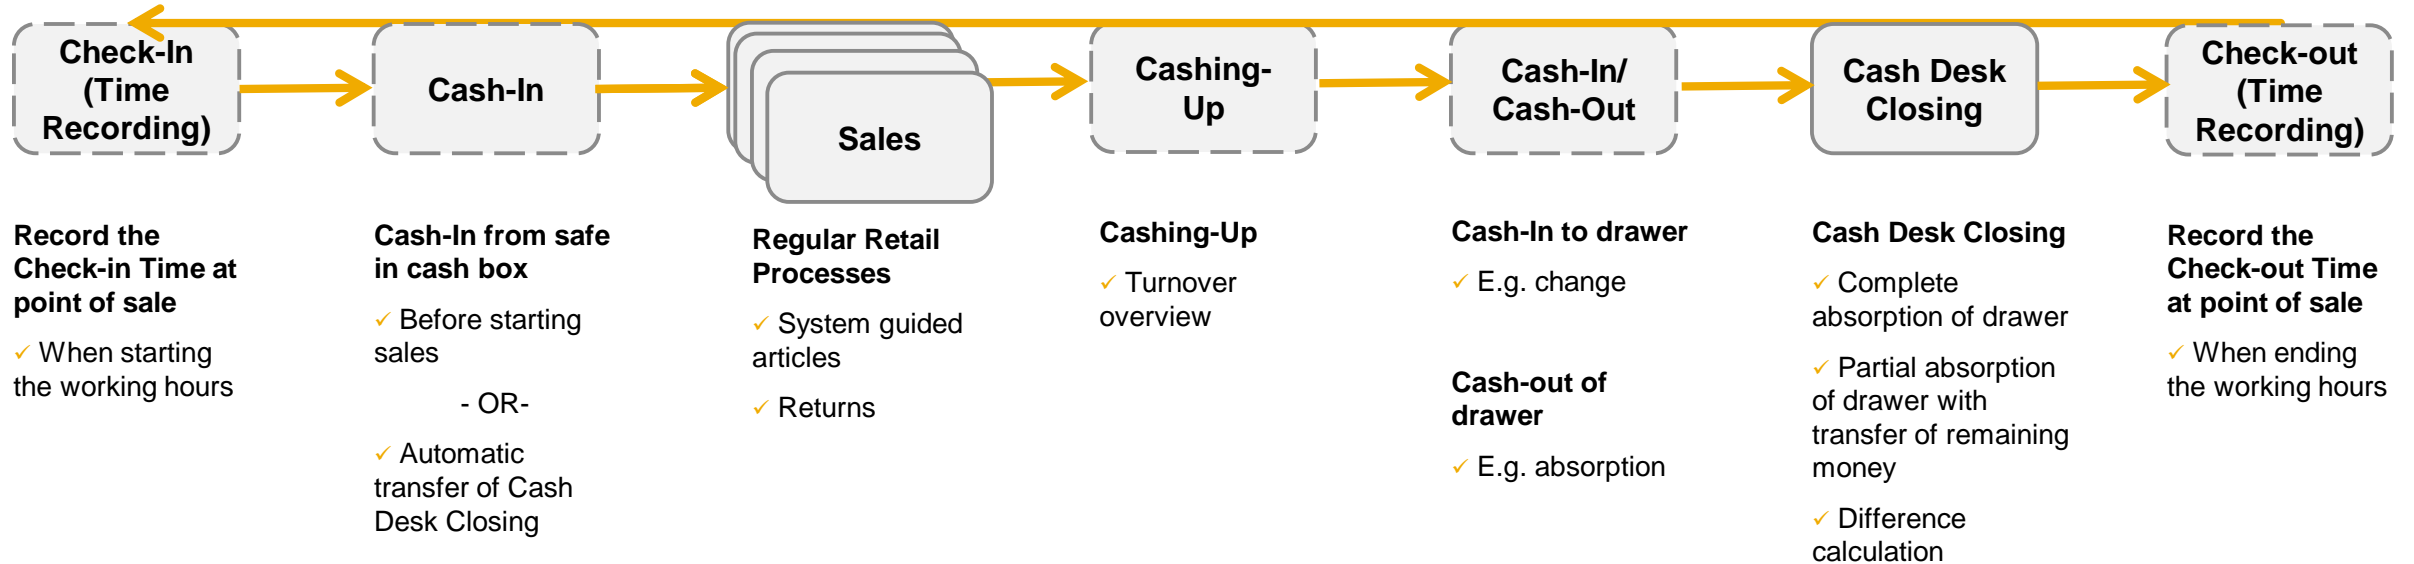 Check-In
(Time
Recording)
Cash-In
Sales
Cashing-
Up
Cash-In/
Cash-Out
Cash Desk
Closing
Check-out
(Time
Recording)
Record the
Check-in Time at
point of sale
✓ When starting
the working hours
Cash-In from safe
in cash box
✓ Before starting
sales
- OR-
✓ Automatic
transfer of Cash
Desk Closing
Regular Retail
Processes
✓ System guided
articles
✓ Returns
Cashing-Up
✓ Turnover
overview
Cash-In to drawer
✓ E.g. change
Cash-out of
drawer
✓ E.g. absorption
Cash Desk Closing
✓ Complete
absorption of drawer
✓ Partial absorption
of drawer with
transfer of remaining
money
✓ Difference
calculation
Record the
Check-out Time
at point of sale
✓ When ending
the working hours